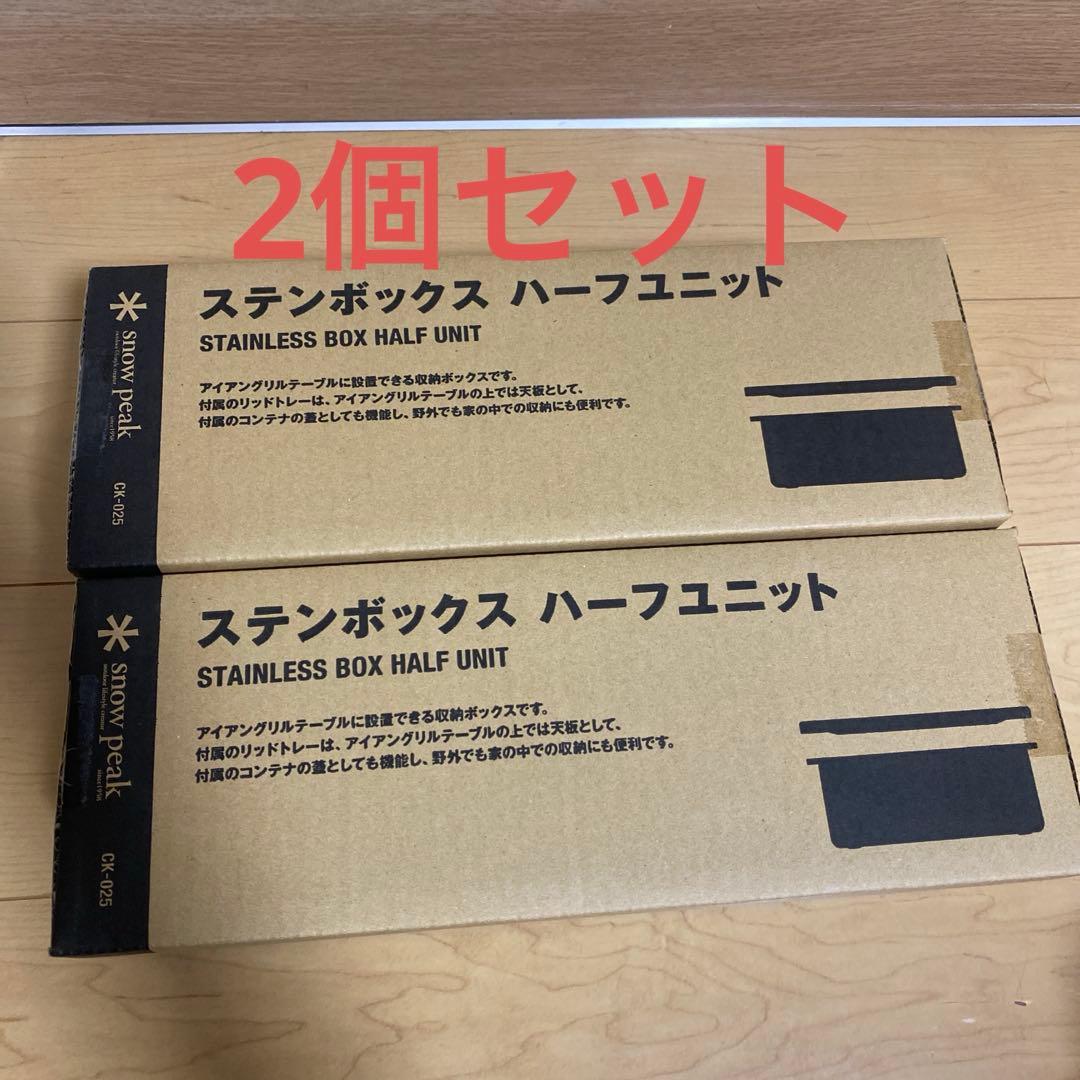 2個セット
ステンボックス ハーフユニット
STAINLESS BOX HALF UNIT
アイアングリルテーブルに設置できる収納ボックスです。
付属のリッドトレーは、アイアングリルテーブルの上では天板として、
付属のコンテナの蓋としても機能し、野外でも家の中での収納にも便利です。
snow peak
outdoor lifestyle creator
since1958
CK-025
ステンボックス ハーフユニット
STAINLESS BOX HALF UNIT
アイアングリルテーブルに設置できる収納ボックスです。
付属のリッドトレーは、アイアングリルテーブルの上では天板として、
付属のコンテナの蓋としても機能し、野外でも家の中での収納にも便利です。
snow peak
outdoor lifestyle creator
since1958
CK-025